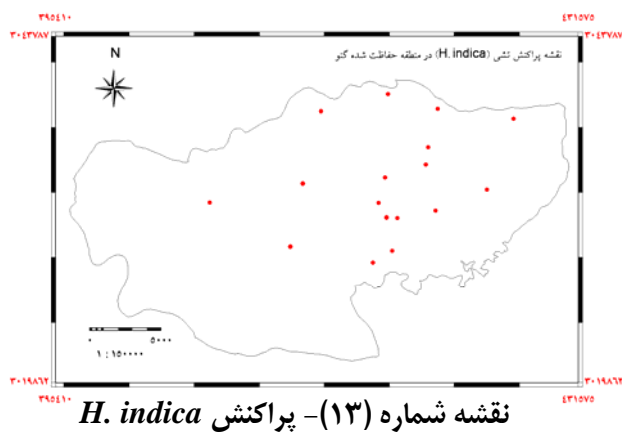 ۳۹۵۴۱۰ ۴۳۱۵۷۵
۳۰۴۳۷۸۷ ۳۰۴۳۷۸۷
نقشه پراکنش تشی (H. indica) در منطقه حفاظت شده گنو
N
۰ ۵۰۰۰
۱ : ۱۵۰۰۰۰
۳۰۱۹۸۶۲ ۳۰۱۹۸۶۲
۳۹۵۴۱۰ ۴۳۱۵۷۵
نقشه شماره (۱۳)- پراکنش H. indica